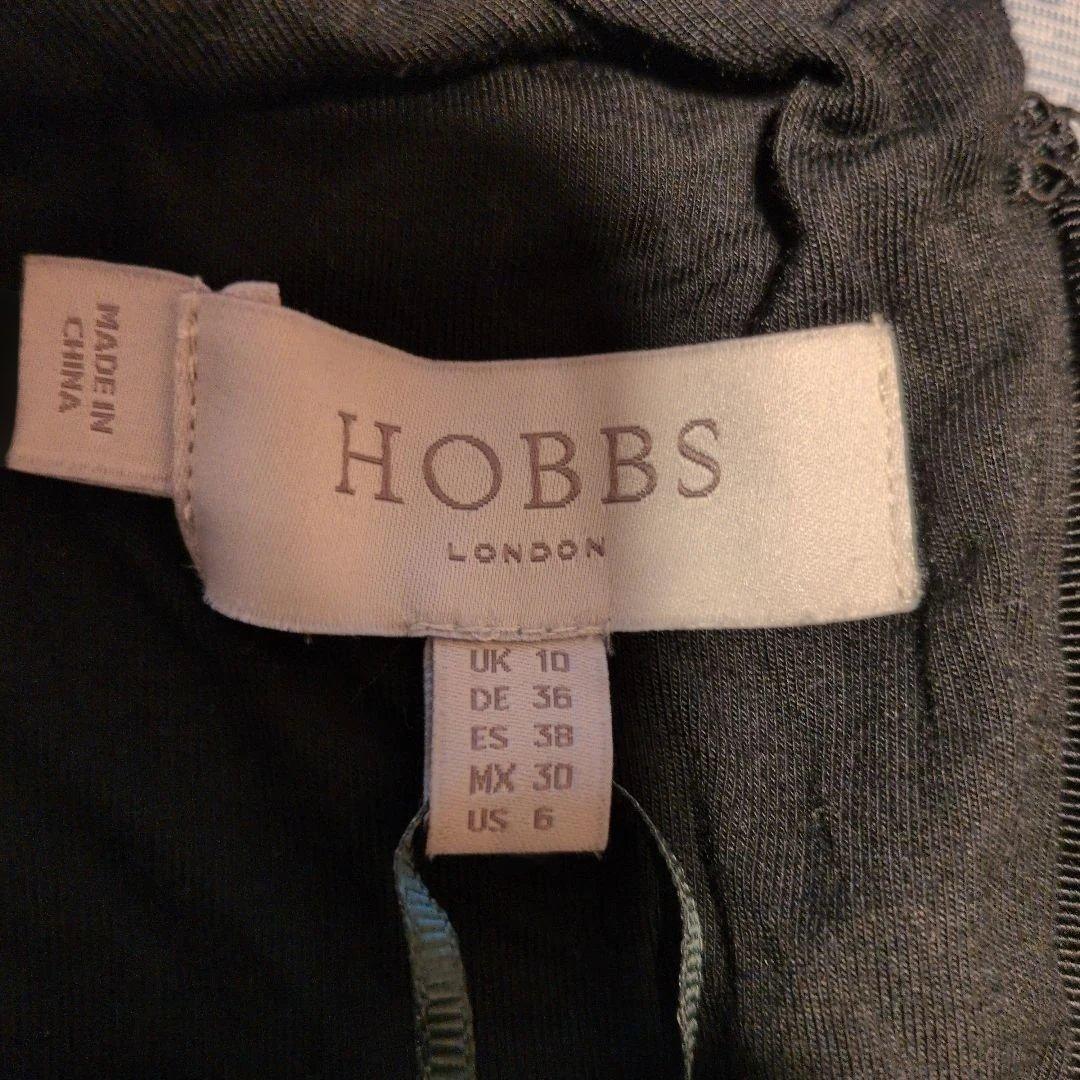 MADE IN
CHINA
HOBBS
LONDON
UK 10
DE 36
ES 38
MX 30
US 6